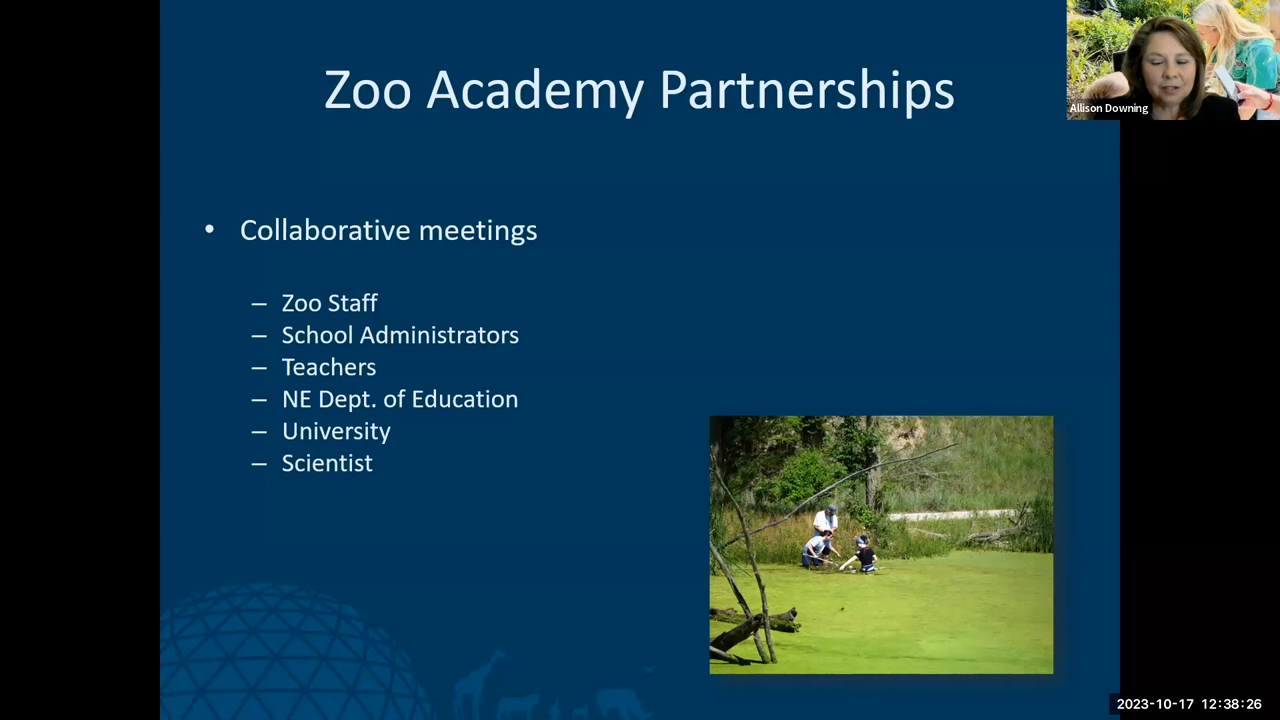 Zoo Academy Partnerships
Allison Downing
• Collaborative meetings
– Zoo Staff
– School Administrators
– Teachers
– NE Dept. of Education
– University
– Scientist
2023-10-17 12:38:26